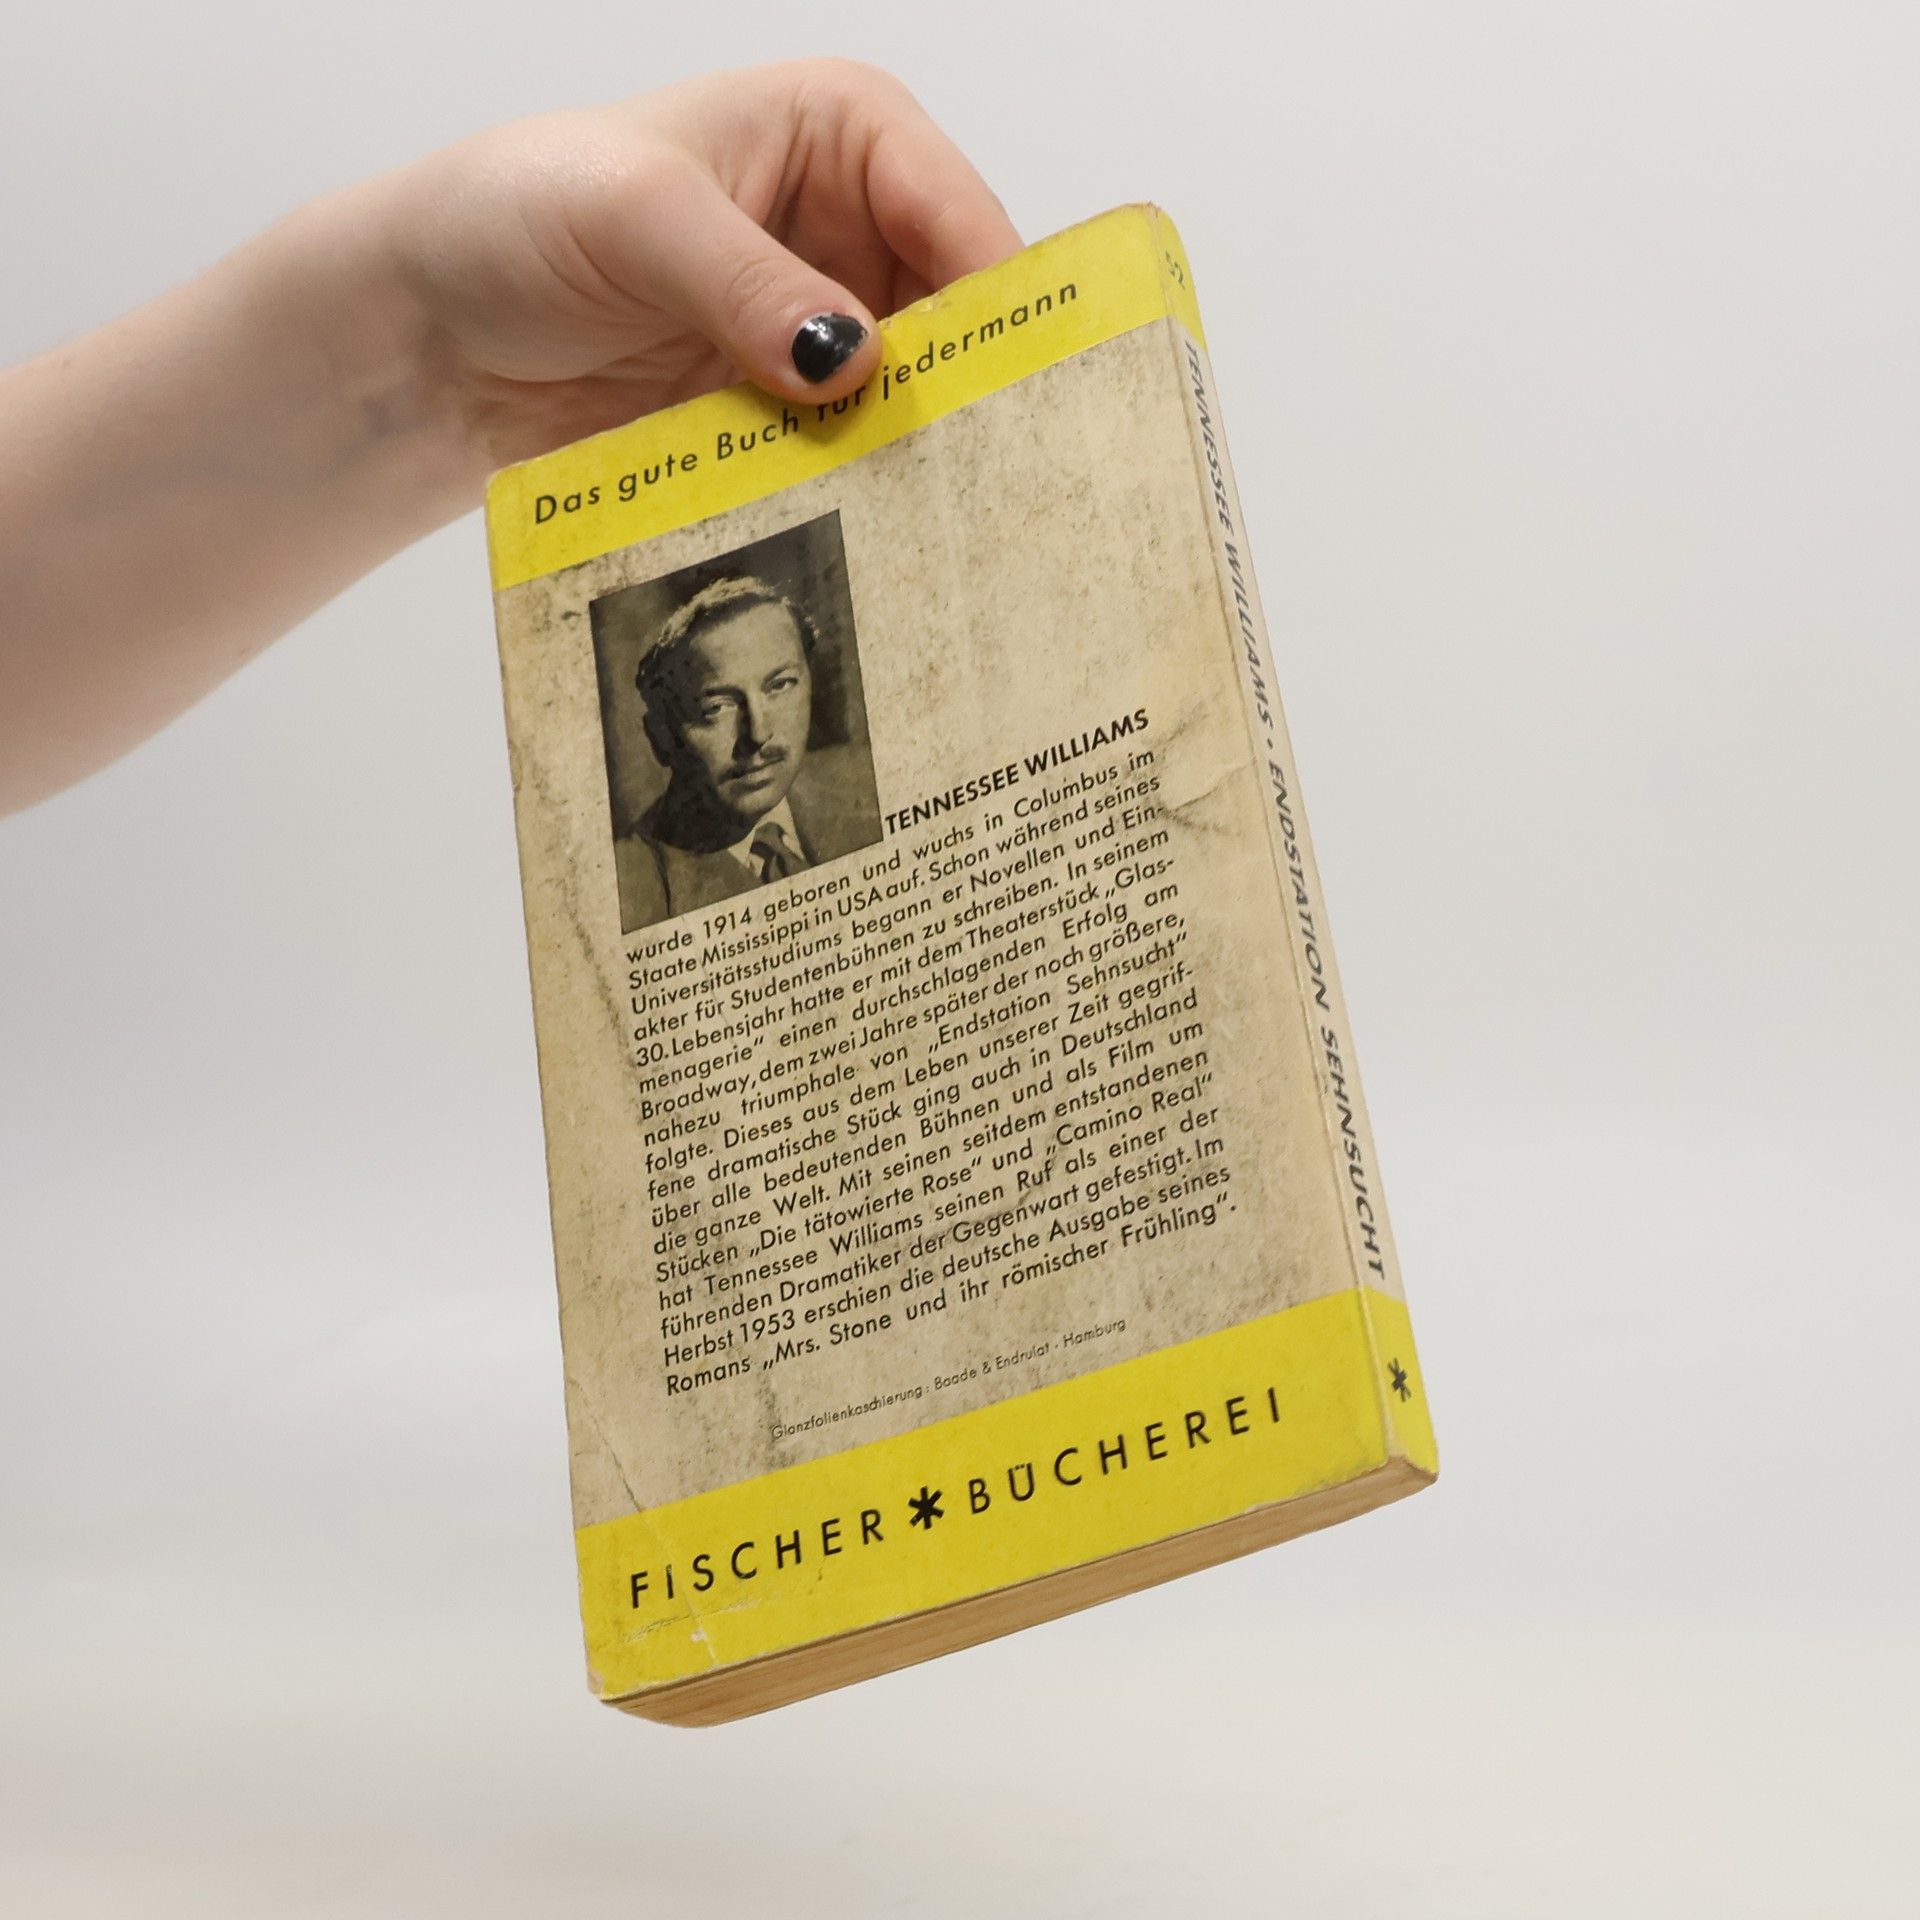 Das gute Buch für jedermann
TENNESSEE WILLIAMS
wurde 1914 geboren und wuchs in Columbus im
Staate Mississippi in USA auf. Schon während seines
Universitätsstudiums begann er Novellen und Ein-
akter für Studentenbühnen zu schreiben. In seinem
30. Lebensjahr hatte er mit dem Theaterstück „Glas-
menagerie“ einen durchschlagenden Erfolg am
Broadway, dem zwei Jahre später der noch größere,
nahezu triumphale von „Endstation Sehnsucht“
folgte. Dieses aus dem Leben unserer Zeit gegrif-
fene dramatische Stück ging auch in Deutschland
über alle bedeutenden Bühnen und als Film um
die ganze Welt. Mit seinen seitdem entstandenen
Stücken „Die tätowierte Rose“ und „Camino Real“
hat Tennessee Williams seinen Ruf als einer der
führenden Dramatiker der Gegenwart gefestigt. Im
Herbst 1953 erschien die deutsche Ausgabe seines
Romans „Mrs. Stone und ihr römischer Frühling“.
Glanzfolienkaschierung: Baade & Endrulat · Hamburg
FISCHER * BÜCHEREI
TENNESSEE WILLIAMS · ENDSTATION SEHNSUCHT
*